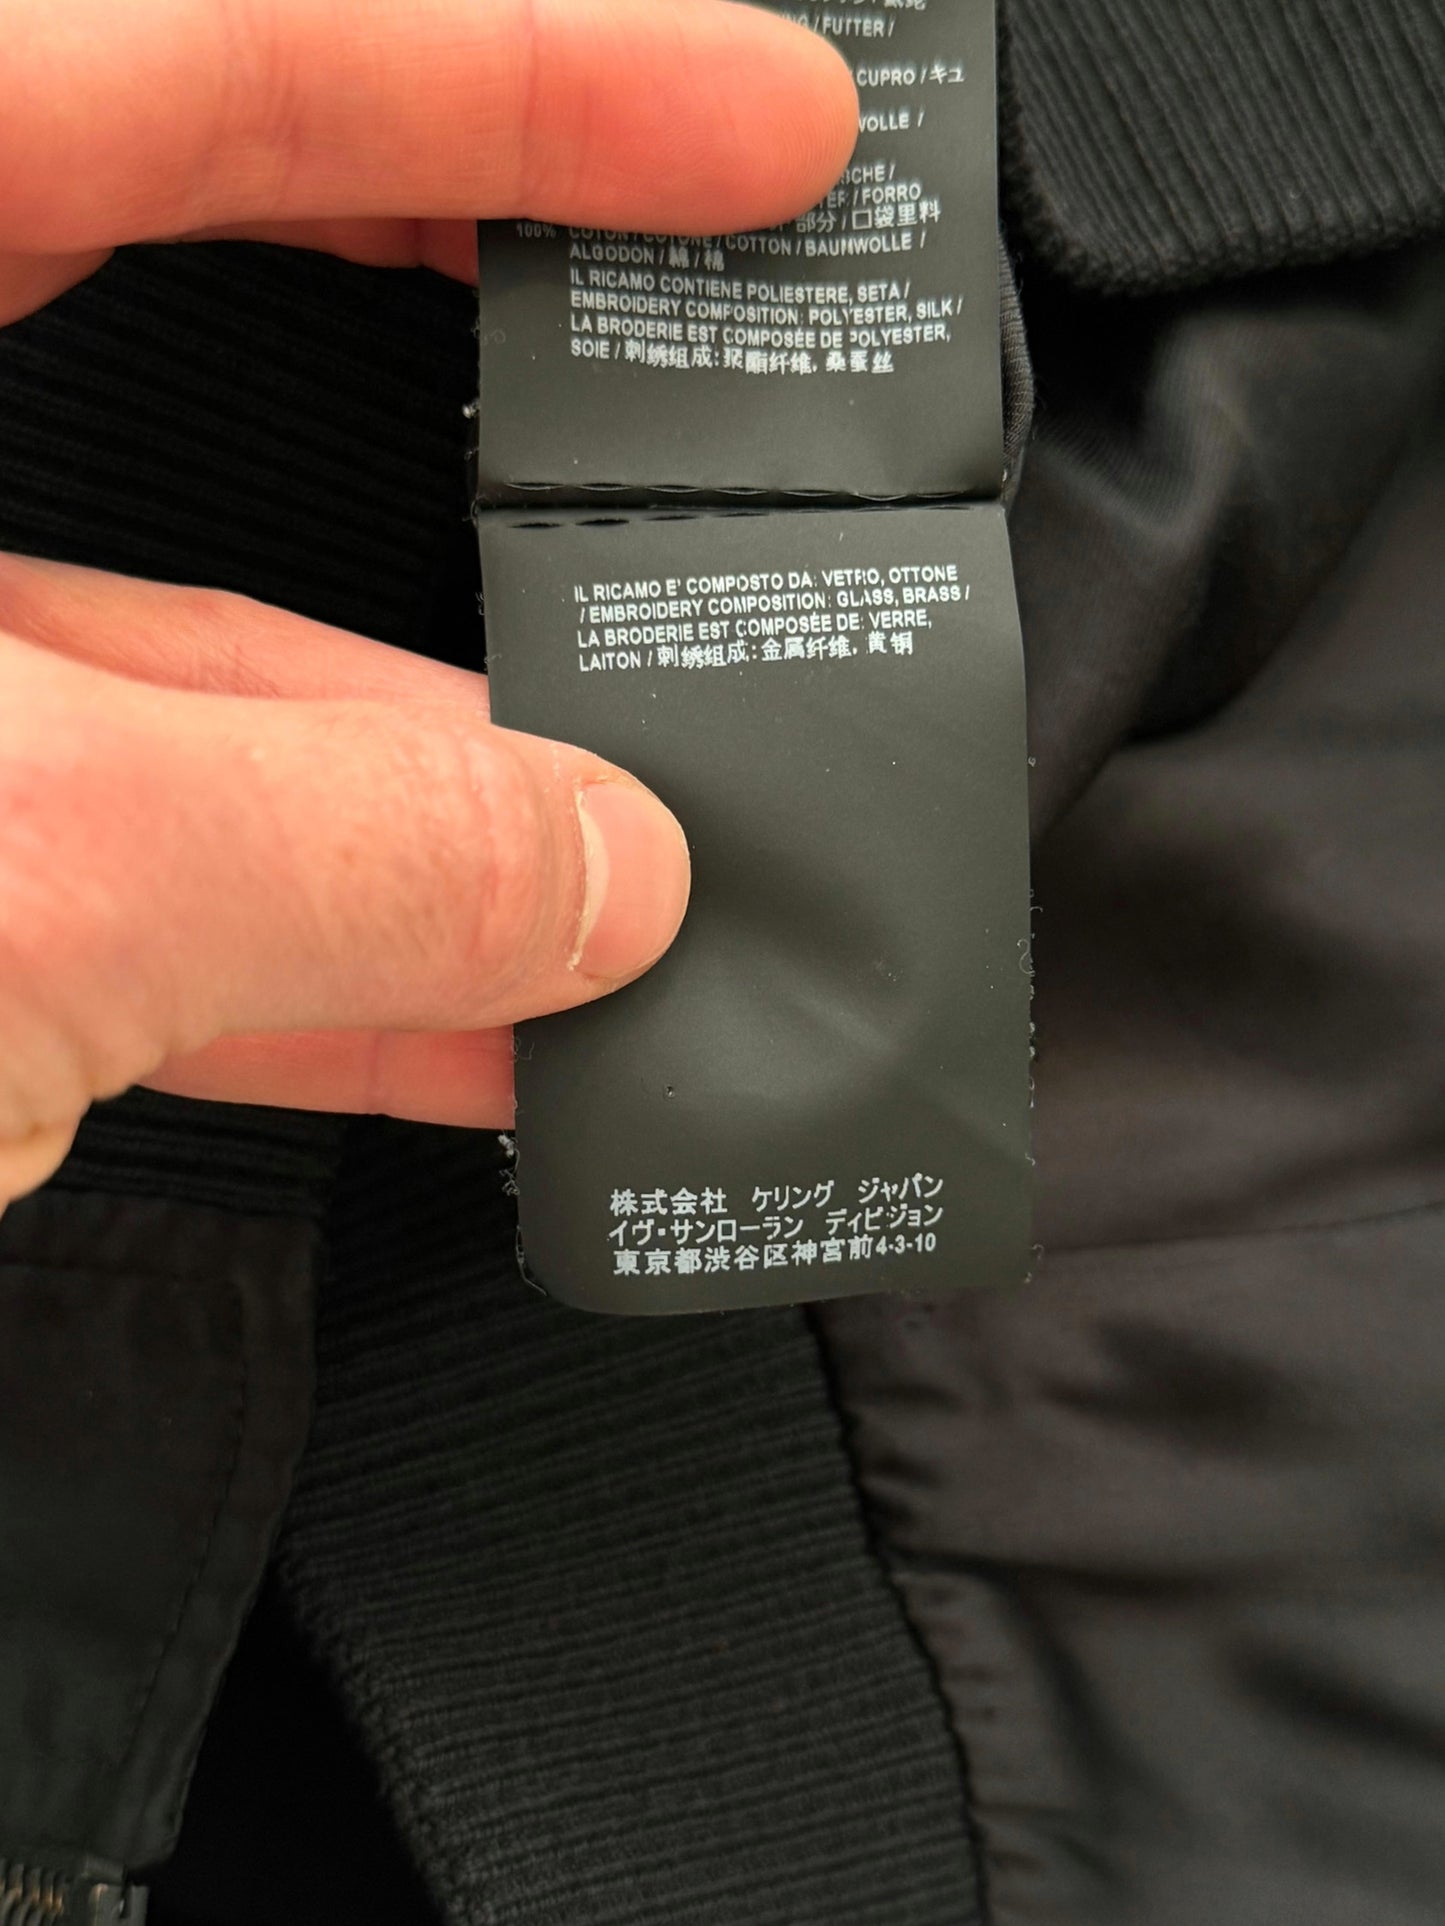 /FUTTER/
CUPRO / キュ
WOLLE /
SCHE/
TER/FORRO
部分/口袋里料
100% COTON/COTONE/COTTON/BAUMWOLLE /
ALGODON / 綿 / 棉
IL RICAMO CONTIENE POLIESTERE, SETA /
EMBROIDERY COMPOSITION: POLYESTER, SILK /
LA BRODERIE EST COMPOSÉE DE POLYESTER,
SOIE / 刺绣组成: 聚酯纤维, 桑蚕丝
IL RICAMO E' COMPOSTO DA: VETRO, OTTONE
/ EMBROIDERY COMPOSITION: GLASS, BRASS /
LA BRODERIE EST COMPOSÉE DE: VERRE,
LAITON / 刺绣组成: 金属纤维, 黄铜
株式会社 ケリング ジャパン
イヴ・サンローラン ディビジョン
東京都渋谷区神宮前4-3-10